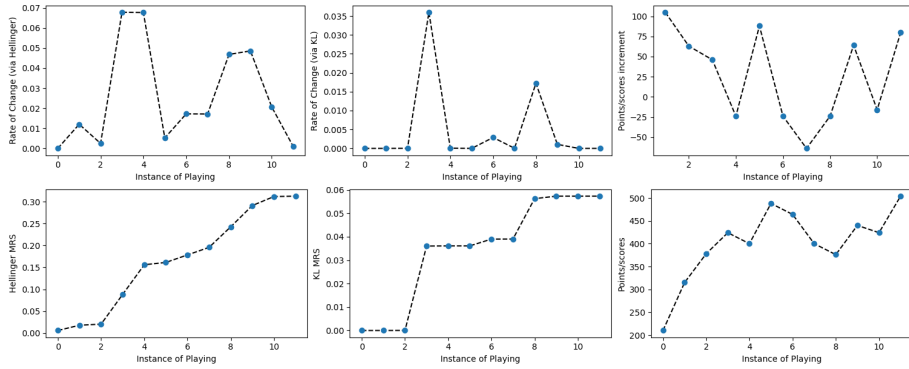 Rate of Change (via Hellinger)
0.07
0.06
0.05
0.04
0.03
0.02
0.01
0.00
0 2 4 6 8 10
Instance of Playing
Rate of Change (via KL)
0.035
0.030
0.025
0.020
0.015
0.010
0.005
0.000
0 2 4 6 8 10
Instance of Playing
Points/scores increment
100
75
50
25
0
−25
−50
2 4 6 8 10
Instance of Playing
Hellinger MRS
0.30
0.25
0.20
0.15
0.10
0.05
0.00
0 2 4 6 8 10
Instance of Playing
KL MRS
0.06
0.05
0.04
0.03
0.02
0.01
0.00
0 2 4 6 8 10
Instance of Playing
Points/scores
500
450
400
350
300
250
200
0 2 4 6 8 10
Instance of Playing